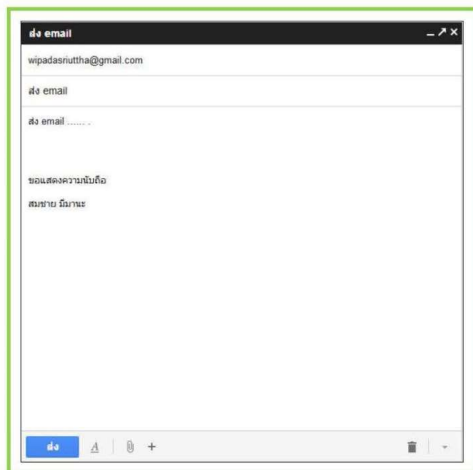 ส่ง email
wipadasriuttha@gmail.com
ส่ง email
ส่ง email ...... .
ขอแสดงความนับถือ
สมชาย มีมานะ
ส่ง A